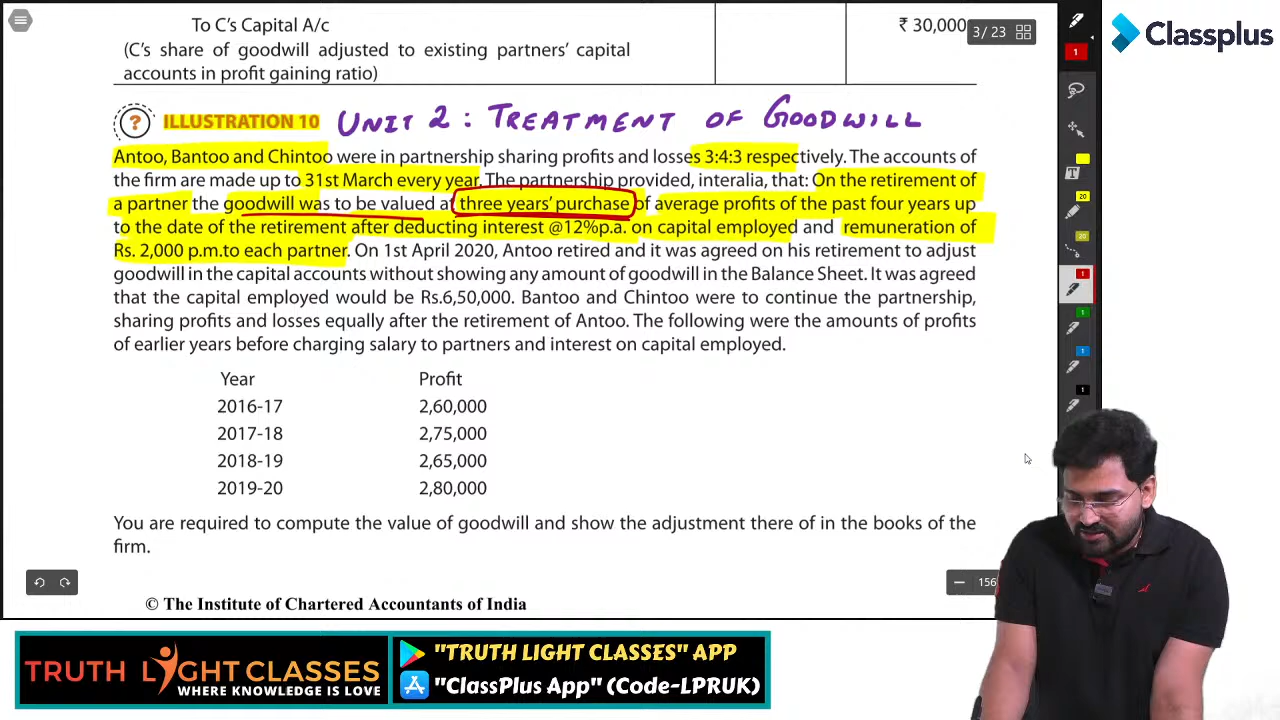 To C's Capital A/c
₹ 30,000
3 / 23
Classplus
(C's share of goodwill adjusted to existing partners' capital
accounts in profit gaining ratio)
? ILLUSTRATION 10 UNIT 2 : TREATMENT OF GOODWILL
Antoo, Bantoo and Chintoo were in partnership sharing profits and losses 3:4:3 respectively. The accounts of
the firm are made up to 31st March every year. The partnership provided, interalia, that: On the retirement of
a partner the goodwill was to be valued at three years' purchase of average profits of the past four years up
to the date of the retirement after deducting interest @12%p.a. on capital employed and remuneration of
Rs. 2,000 p.m.to each partner. On 1st April 2020, Antoo retired and it was agreed on his retirement to adjust
goodwill in the capital accounts without showing any amount of goodwill in the Balance Sheet. It was agreed
that the capital employed would be Rs.6,50,000. Bantoo and Chintoo were to continue the partnership,
sharing profits and losses equally after the retirement of Antoo. The following were the amounts of profits
of earlier years before charging salary to partners and interest on capital employed.
Year Profit
2016-17 2,60,000
2017-18 2,75,000
2018-19 2,65,000
2019-20 2,80,000
You are required to compute the value of goodwill and show the adjustment there of in the books of the
firm.
156
© The Institute of Chartered Accountants of India
1
T
20
20
1
1
1
1
TRUTH LIGHT CLASSES
WHERE KNOWLEDGE IS LOVE
"TRUTH LIGHT CLASSES" APP
"ClassPlus App" (Code-LPRUK)